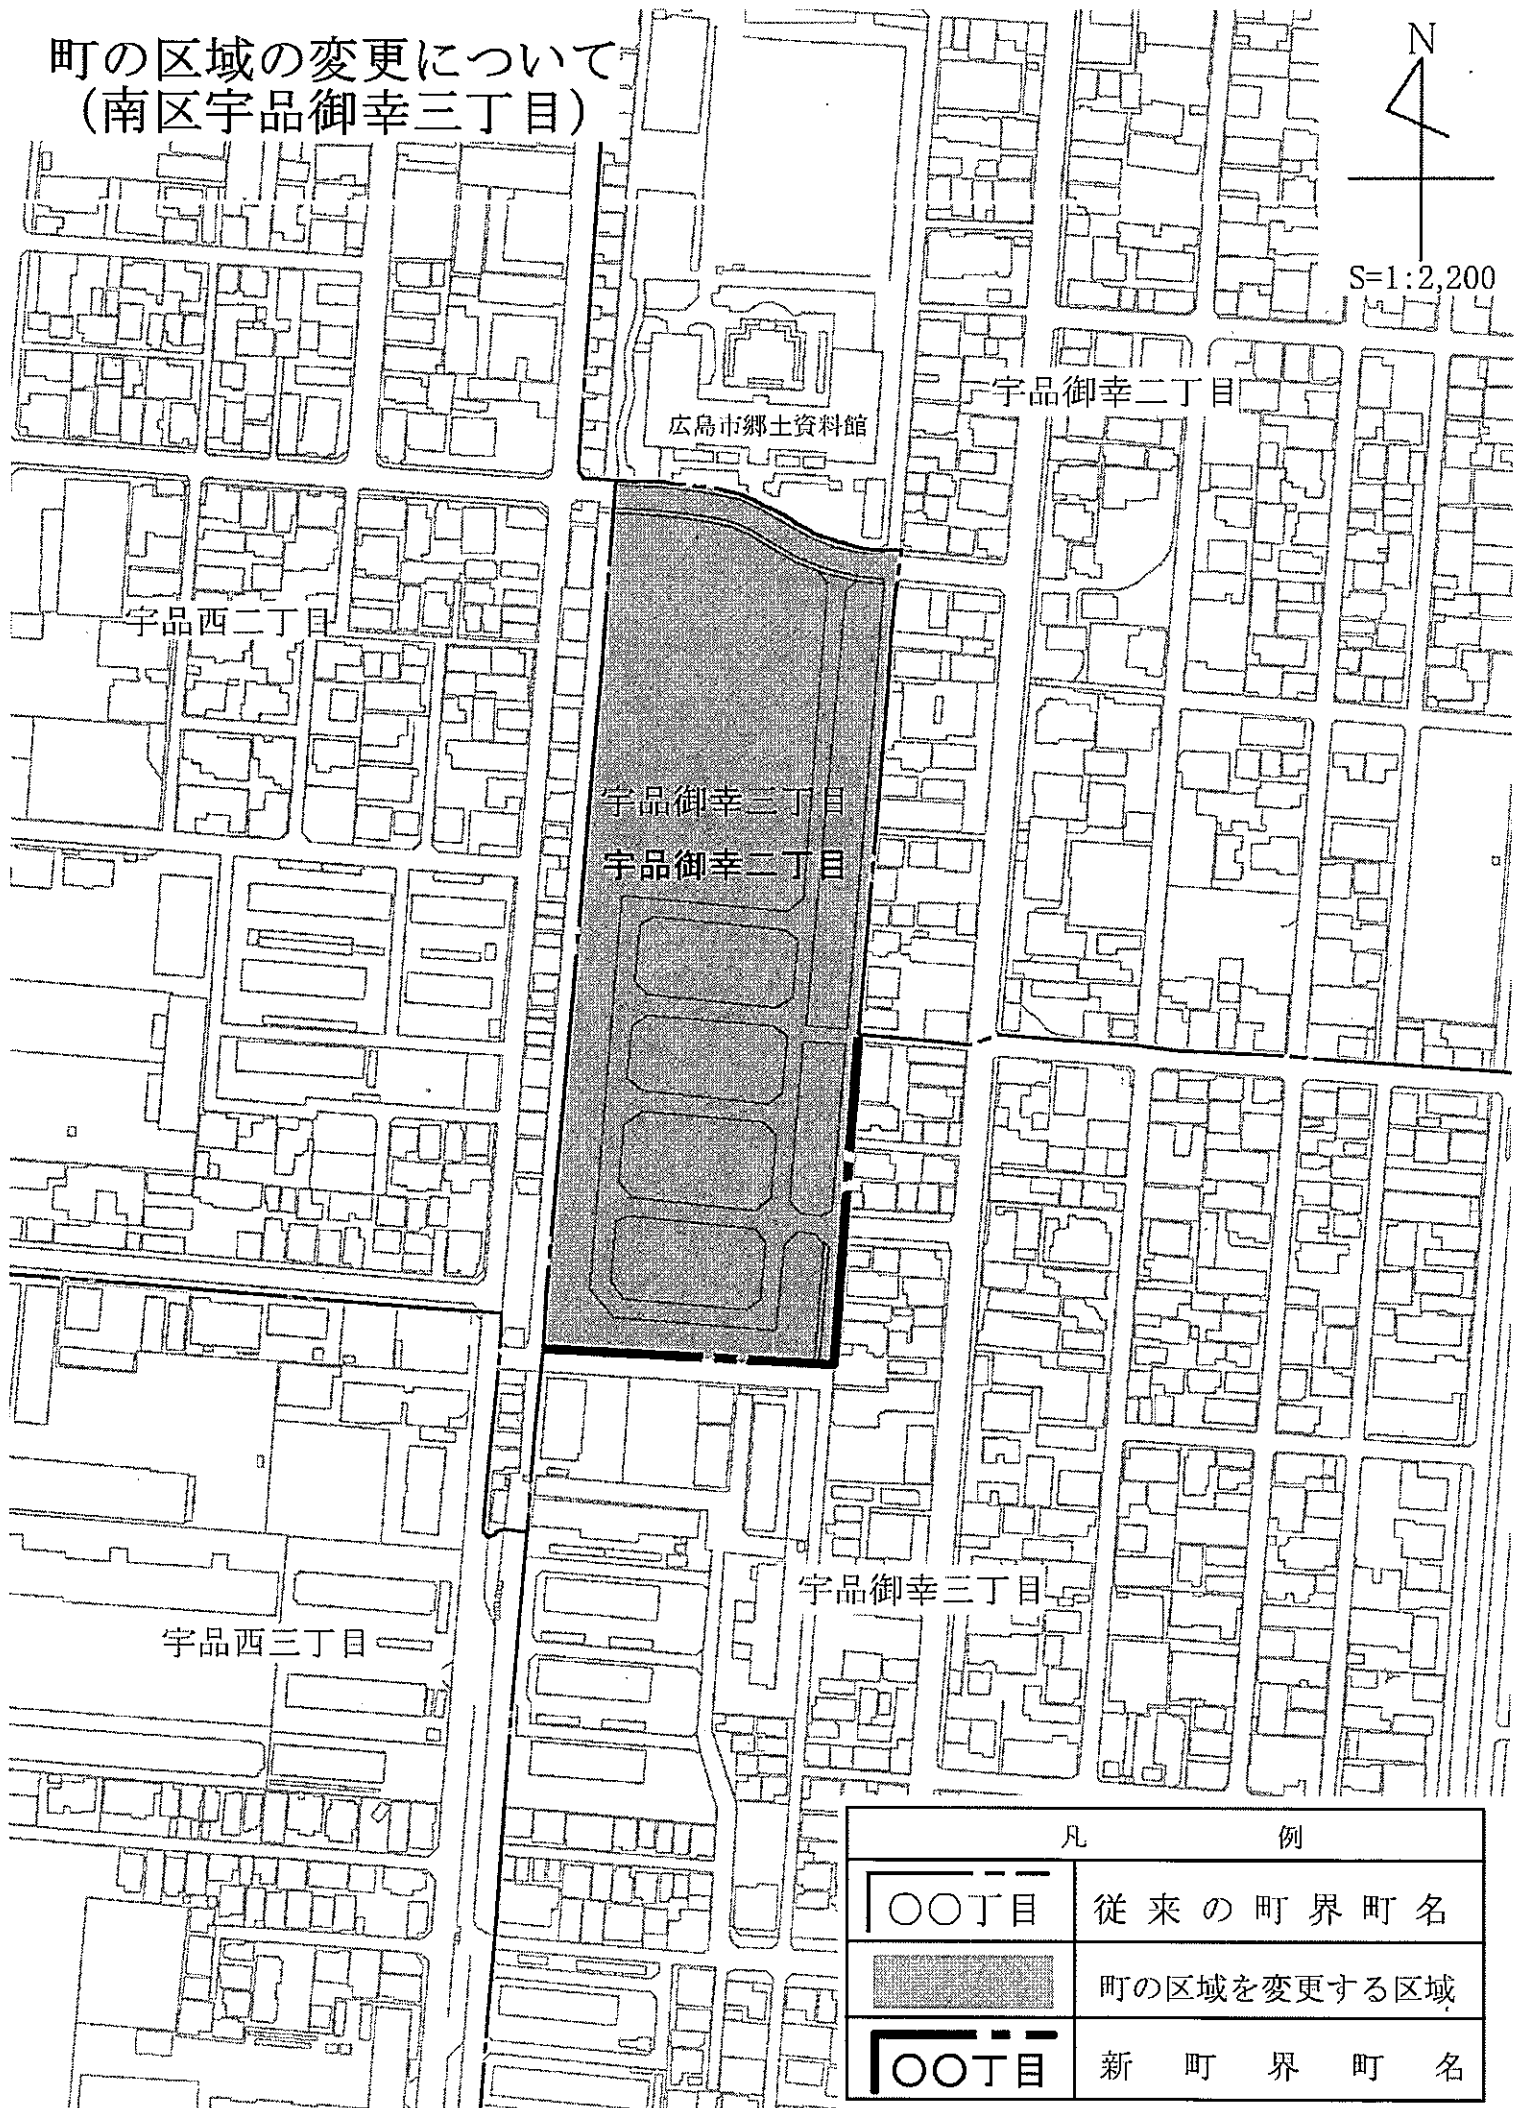 町の区域の変更について
(南区宇品御幸三丁目)
N
S=1:2,200
宇品御幸二丁目
広島市郷土資料館
宇品西二丁目
宇品御幸三丁目
宇品御幸二丁目
宇品御幸三丁目
宇品西三丁目
凡 例
〇〇丁目 従来の町界町名
町の区域を変更する区域
〇〇丁目 新町界町名